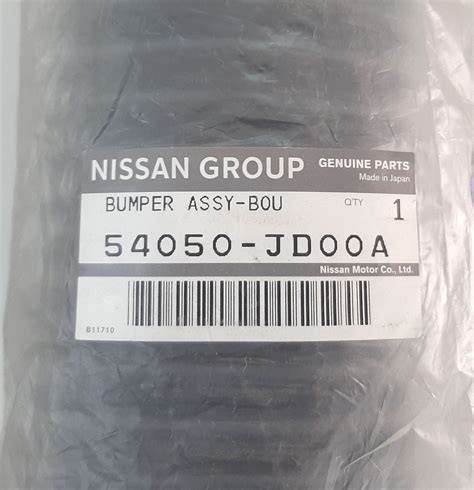 NISSAN GROUP GENUINE PARTS
Made in Japan
BUMPER ASSY-BOU QTY 1
54050-JD00A
Nissan Motor Co., Ltd.
B11710